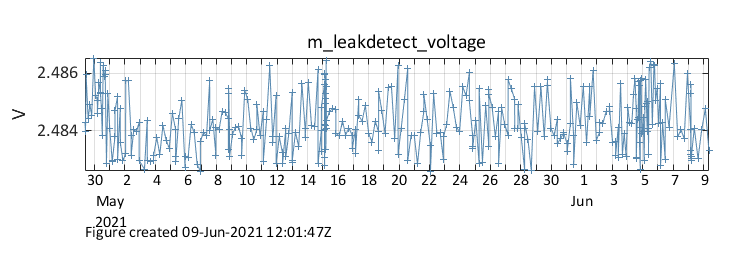 m_leakdetect_voltage
2.486
2.484
V
30 2 4 6 8 10 12 14 16 18 20 22 24 26 28 30 1 3 5 7 9
May Jun
2021
Figure created 09-Jun-2021 12:01:47Z